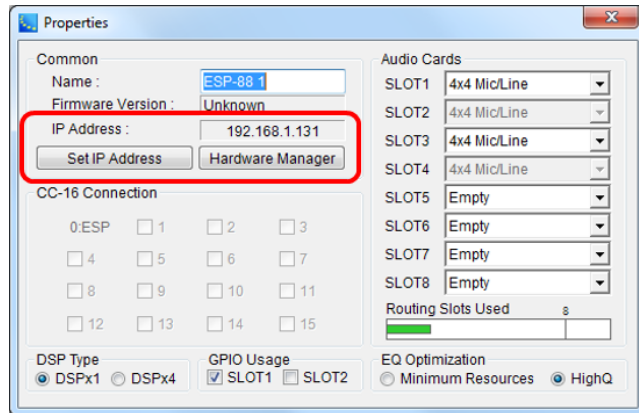 Properties
Common
Name :
ESP-88 1
Firmware Version :
Unknown
IP Address :
192.168.1.131
Set IP Address
Hardware Manager
CC-16 Connection
0:ESP 1 2 3
4 5 6 7
8 9 10 11
12 13 14 15
DSP Type
DSPx1 DSPx4
GPIO Usage
SLOT1 SLOT2
Audio Cards
SLOT1 4x4 Mic/Line
SLOT2 4x4 Mic/Line
SLOT3 4x4 Mic/Line
SLOT4 4x4 Mic/Line
SLOT5 Empty
SLOT6 Empty
SLOT7 Empty
SLOT8 Empty
Routing Slots Used 8
EQ Optimization
Minimum Resources HighQ